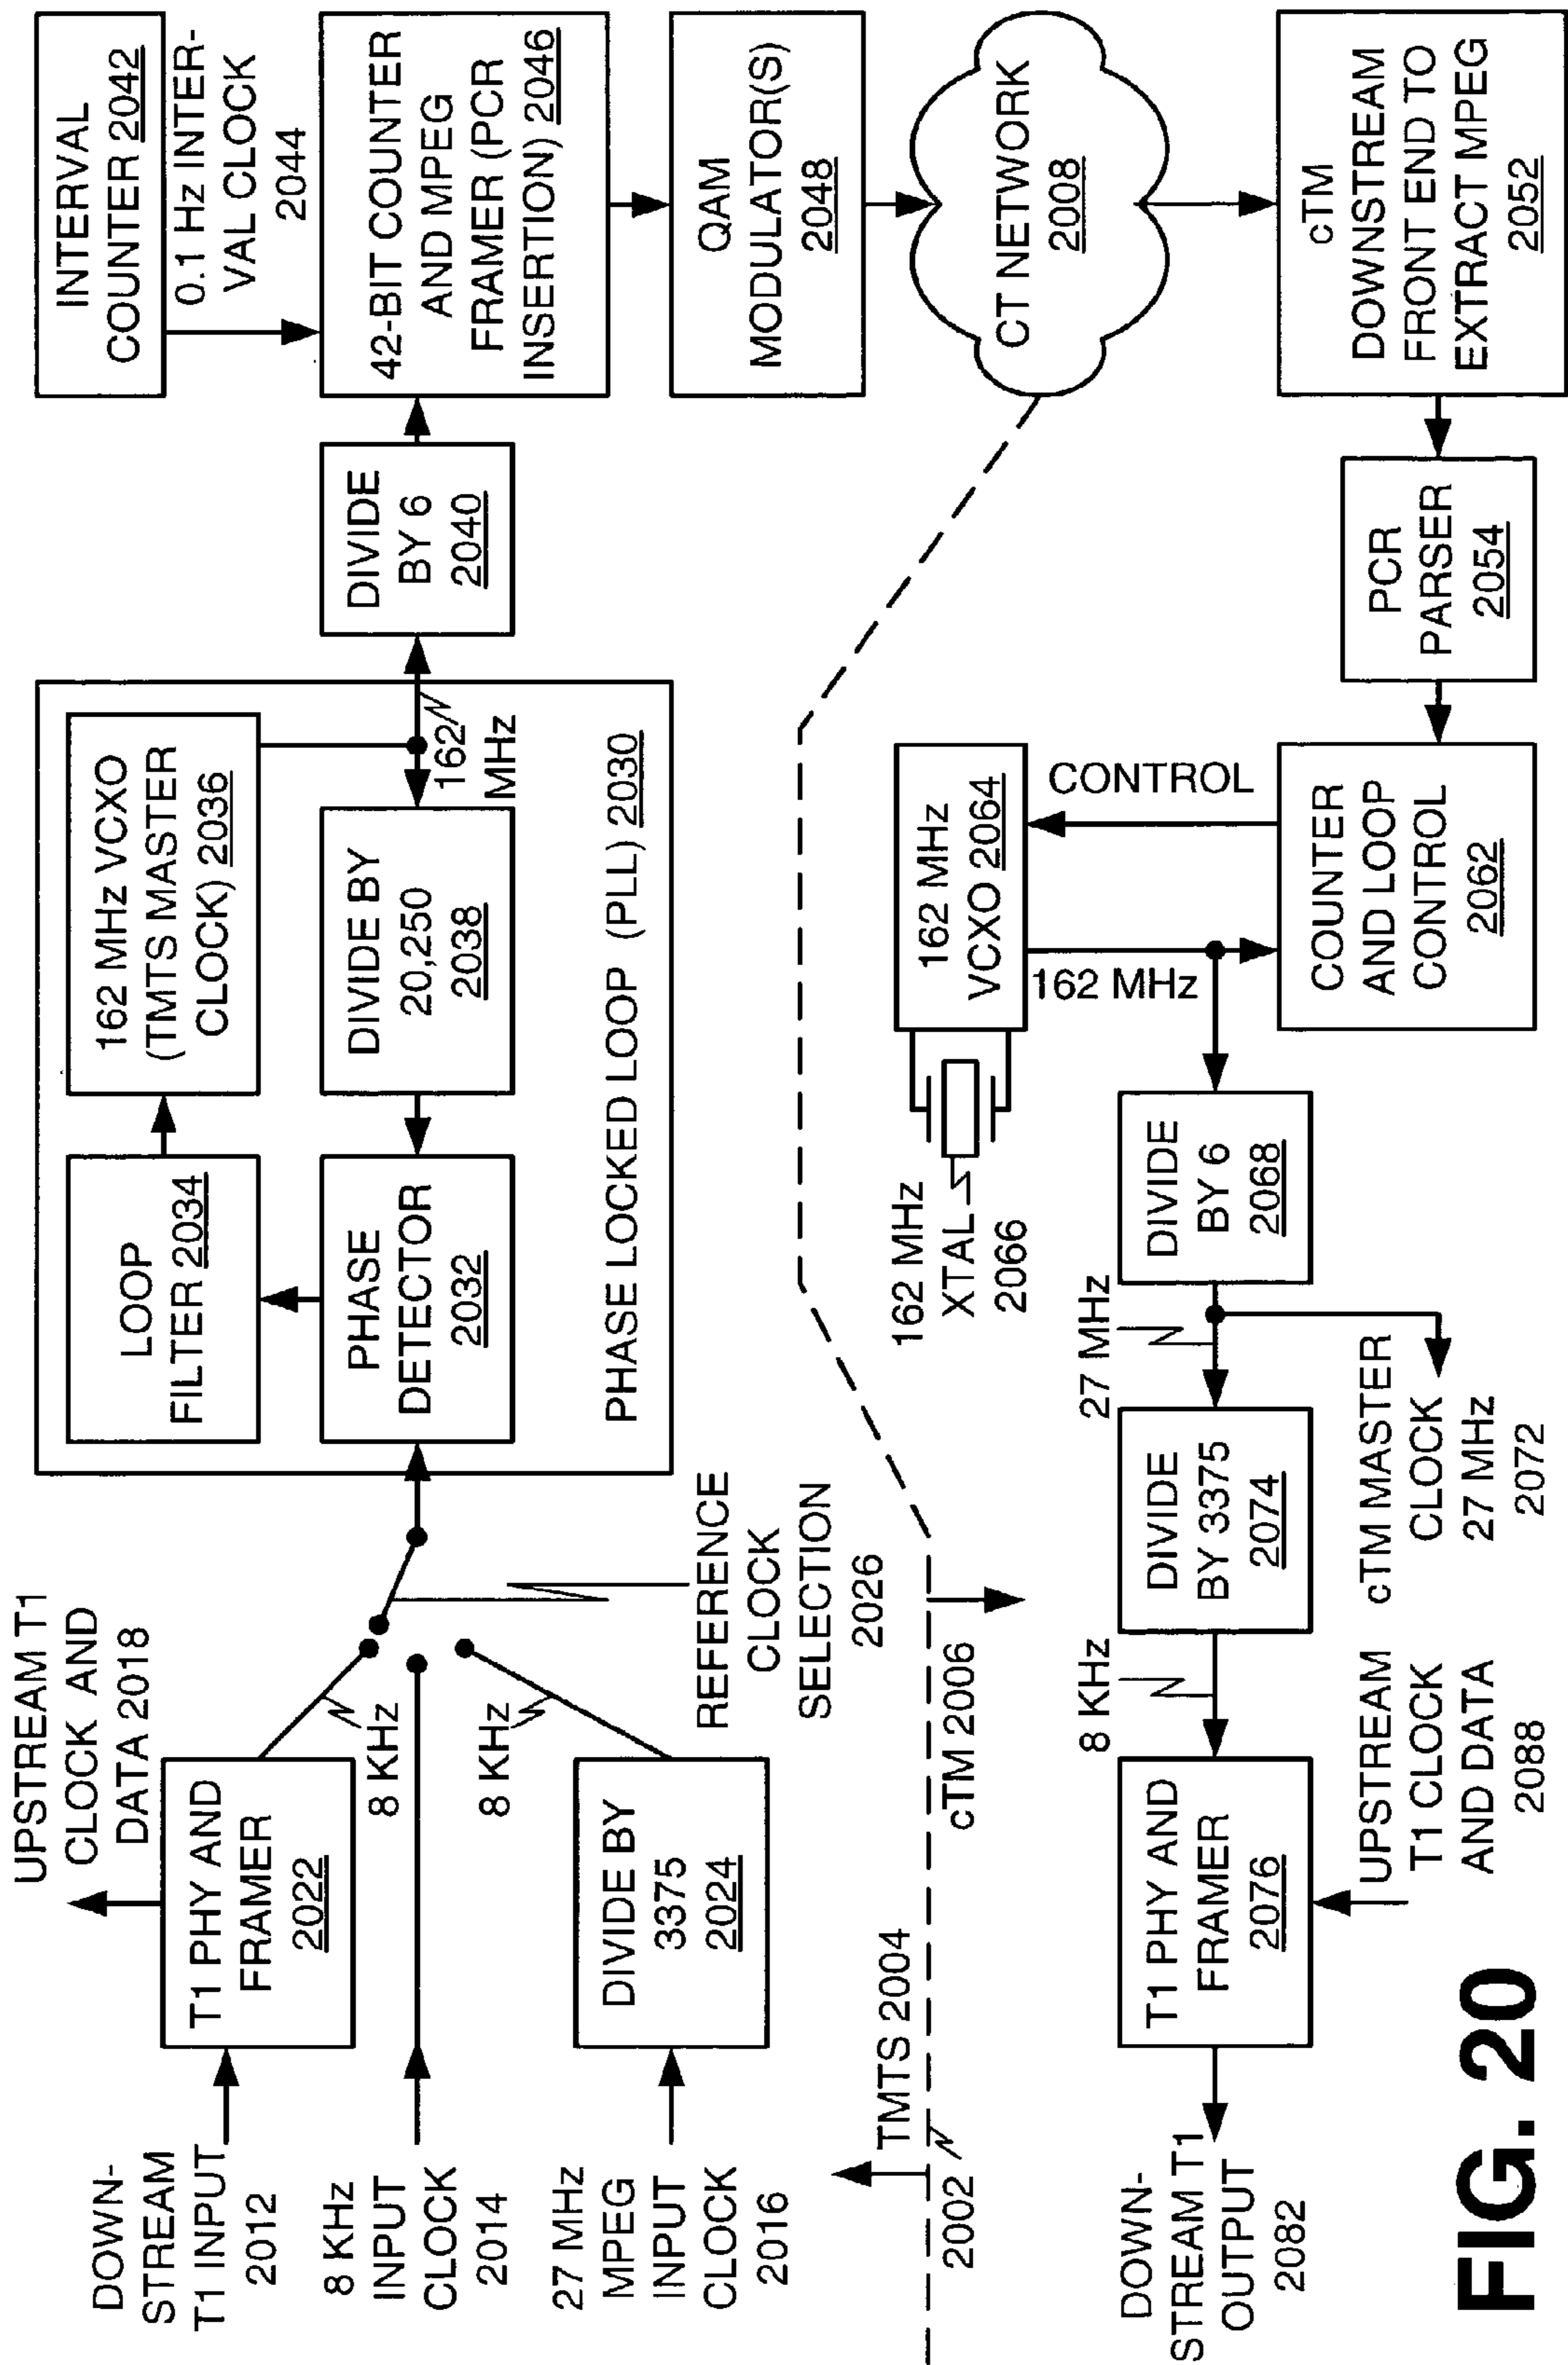 UPSTREAM T1
CLOCK AND
DATA 2018
DOWN-
STREAM
T1 INPUT
2012
T1 PHY AND
FRAMER
2022
8 KHz
8 KHz
INPUT
CLOCK
2014
27 MHz
MPEG
INPUT
CLOCK
2016
DIVIDE BY
3375
2024
8 KHz
REFERENCE
CLOCK
SELECTION
2026
LOOP
FILTER 2034
PHASE
DETECTOR
2032
162 MHz VCXO
(TMTS MASTER
CLOCK) 2036
DIVIDE BY
20,250
2038
162
MHz
PHASE LOCKED LOOP (PLL) 2030
DIVIDE
BY 6
2040
INTERVAL
COUNTER 2042
0.1 Hz INTER-
VAL CLOCK
2044
42-BIT COUNTER
AND MPEG
FRAMER (PCR
INSERTION) 2046
QAM
MODULATOR(S)
2048
CT NETWORK
2008
TMTS 2004
2002
cTM 2006
cTM
DOWNSTREAM
FRONT END TO
EXTRACT MPEG
2052
PCR
PARSER
2054
COUNTER
AND LOOP
CONTROL
2062
CONTROL
162 MHz
VCXO 2064
162 MHz
162 MHz
XTAL
2066
DIVIDE
BY 6
2068
27 MHz
cTM MASTER
CLOCK
27 MHz
2072
DIVIDE
BY 3375
2074
8 KHz
T1 PHY AND
FRAMER
2076
UPSTREAM
T1 CLOCK
AND DATA
2088
DOWN-
STREAM T1
OUTPUT
2082
FIG. 20